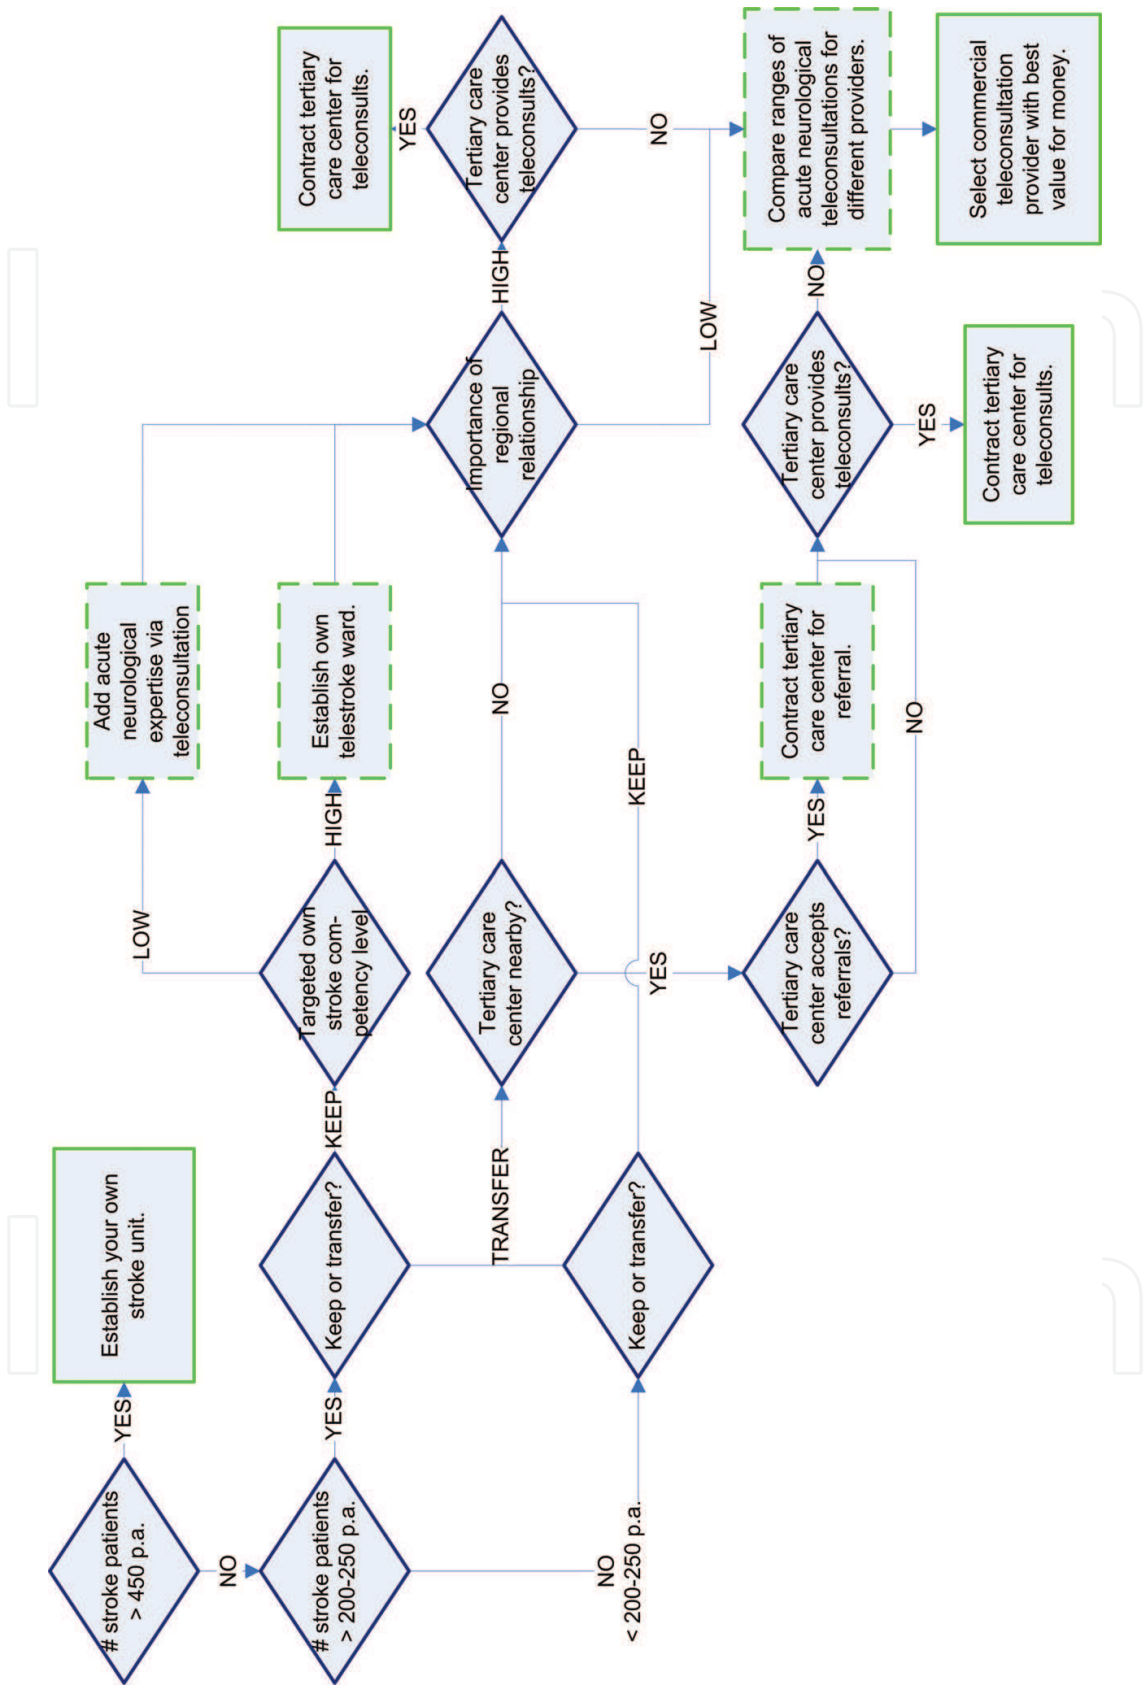 # stroke patients
> 450 p.a.
YES
Establish your own
stroke unit.
NO
# stroke patients
> 200-250 p.a.
YES
Keep or transfer?
KEEP
Targeted own
stroke com-
petency level
LOW
Add acute
neurological
expertise via
teleconsultation
HIGH
Establish own
telestroke ward.
NO
< 200-250 p.a.
Keep or transfer?
TRANSFER
Tertiary care
center nearby?
NO
KEEP
Importance of
regional
relationship
HIGH
Tertiary care
center provides
teleconsults?
YES
Contract tertiary
care center for
teleconsults.
NO
LOW
YES
Tertiary care
center accepts
referrals?
YES
Contract tertiary
care center for
referral.
NO
Tertiary care
center provides
teleconsults?
NO
Compare ranges of
acute neurological
teleconsultations for
different providers.
YES
Contract tertiary
care center for
teleconsults.
Select commercial
teleconsultation
provider with best
value for money.